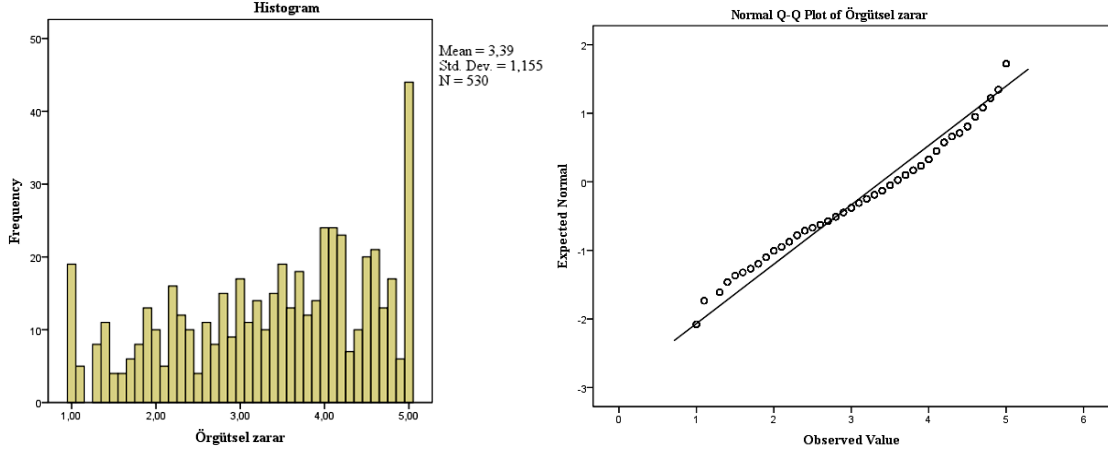 Histogram
Mean = 3,39
Std. Dev. = 1,155
N = 530
Frequency
50
40
30
20
10
0
1,00 2,00 3,00 4,00 5,00
Örgütsel zarar
Normal Q-Q Plot of Örgütsel zarar
Expected Normal
2
1
0
-1
-2
-3
0 1 2 3 4 5 6
Observed Value